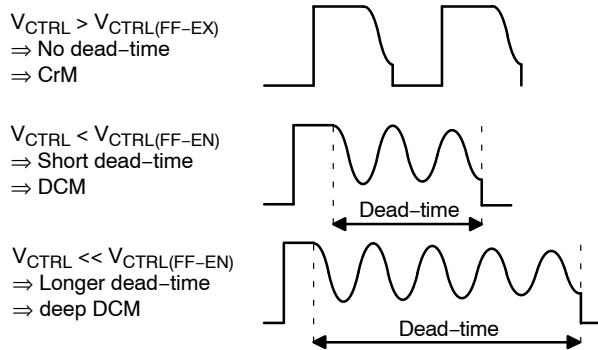 V_CTRL > V_CTRL(FF−EX)
⇒ No dead−time
⇒ CrM
V_CTRL < V_CTRL(FF−EN)
⇒ Short dead−time
⇒ DCM
Dead−time
V_CTRL << V_CTRL(FF−EN)
⇒ Longer dead−time
⇒ deep DCM
Dead−time